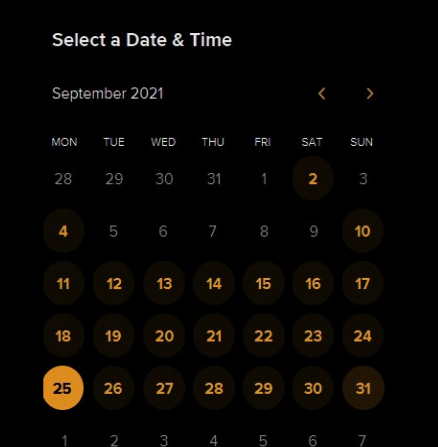 Select a Date & Time
September 2021
MON TUE WED THU FRI SAT SUN
28 29 30 31 1 2 3
4 5 6 7 8 9 10
11 12 13 14 15 16 17
18 19 20 21 22 23 24
25 26 27 28 29 30 31
1 2 3 4 5 6 7